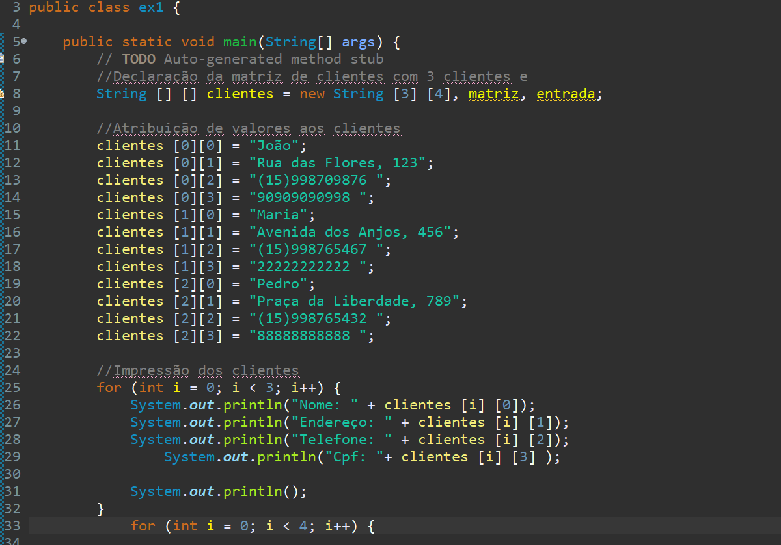 3 public class ex1 {
4
5 public static void main(String[] args) {
6 // TODO Auto-generated method stub
7 //Declaração da matriz de clientes com 3 clientes e
8 String [] [] clientes = new String [3] [4], matriz, entrada;
9
10 //Atribuição de valores aos clientes
11 clientes [0][0] = "João";
12 clientes [0][1] = "Rua das Flores, 123";
13 clientes [0][2] = "(15)998709876 ";
14 clientes [0][3] = "90909090998 ";
15 clientes [1][0] = "Maria";
16 clientes [1][1] = "Avenida dos Anjos, 456";
17 clientes [1][2] = "(15)998765467 ";
18 clientes [1][3] = "22222222222 ";
19 clientes [2][0] = "Pedro";
20 clientes [2][1] = "Praça da Liberdade, 789";
21 clientes [2][2] = "(15)998765432 ";
22 clientes [2][3] = "88888888888 ";
23
24 //Impressão dos clientes
25 for (int i = 0; i < 3; i++) {
26 System.out.println("Nome: " + clientes [i] [0]);
27 System.out.println("Endereço: " + clientes [i] [1]);
28 System.out.println("Telefone: " + clientes [i] [2]);
29 System.out.println("Cpf: "+ clientes [i] [3] );
30
31 System.out.println();
32 }
33 for (int i = 0; i < 4; i++) {
34